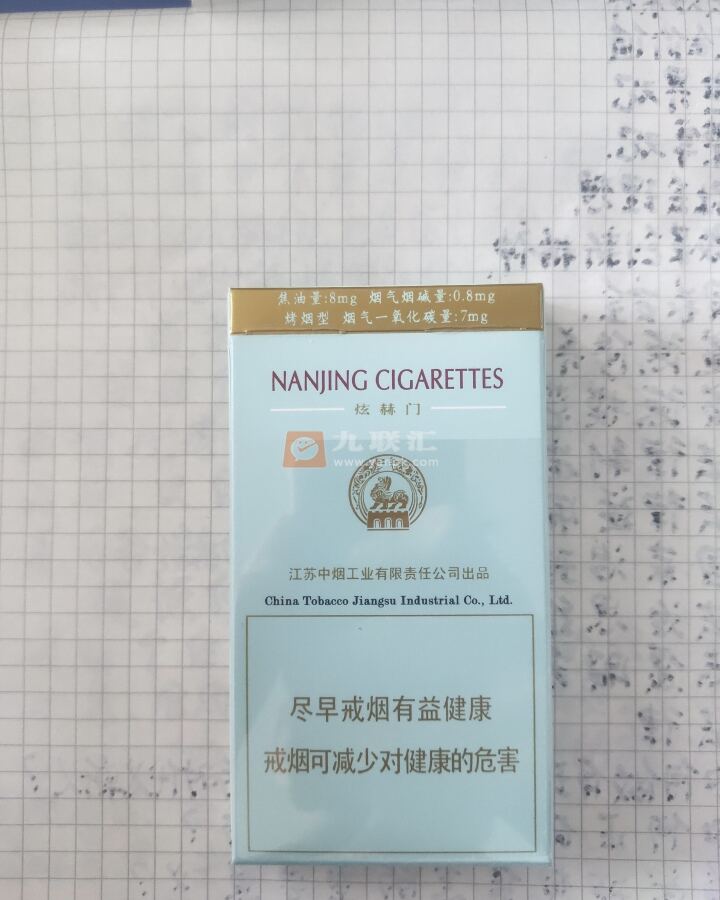 焦油量:8mg 烟气烟碱量:0.8mg
烤烟型 烟气一氧化碳量:7mg
NANJING CIGARETTES
炫赫门
九联汇
江苏中烟工业有限责任公司出品
China Tobacco Jiangsu Industrial Co., Ltd.
尽早戒烟有益健康
戒烟可减少对健康的危害